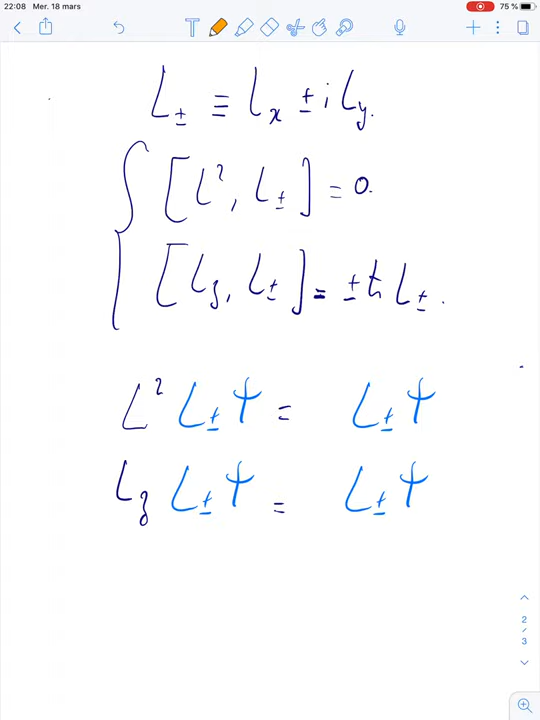 22:08 Mer. 18 mars 75 %
L± ≡ Lx ± i Ly.
[L², L±] = 0.
[Lz, L±] = ±ħ L±.
L² L± Ψ = L± Ψ
Lz L± Ψ = L± Ψ
2
/
3